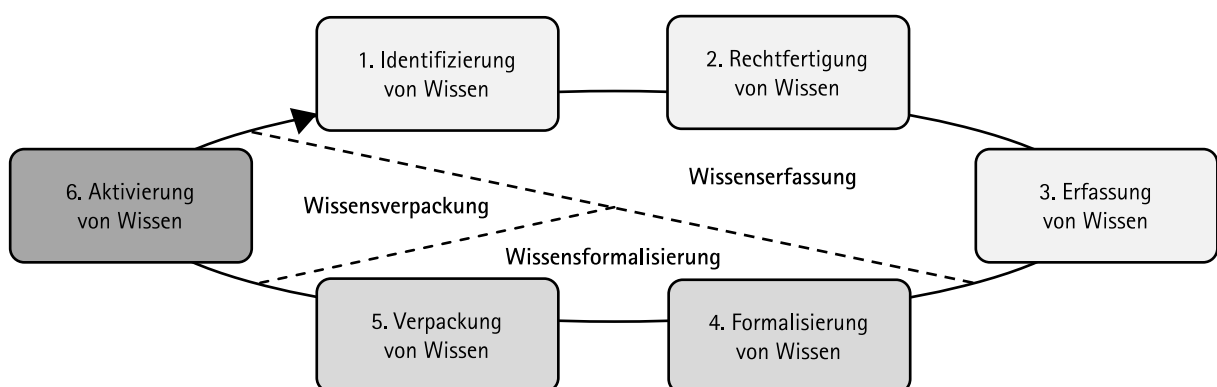 1. Identifizierung
von Wissen
2. Rechtfertigung
von Wissen
6. Aktivierung
von Wissen
Wissensverpackung
Wissenserfassung
3. Erfassung
von Wissen
Wissensformalisierung
5. Verpackung
von Wissen
4. Formalisierung
von Wissen